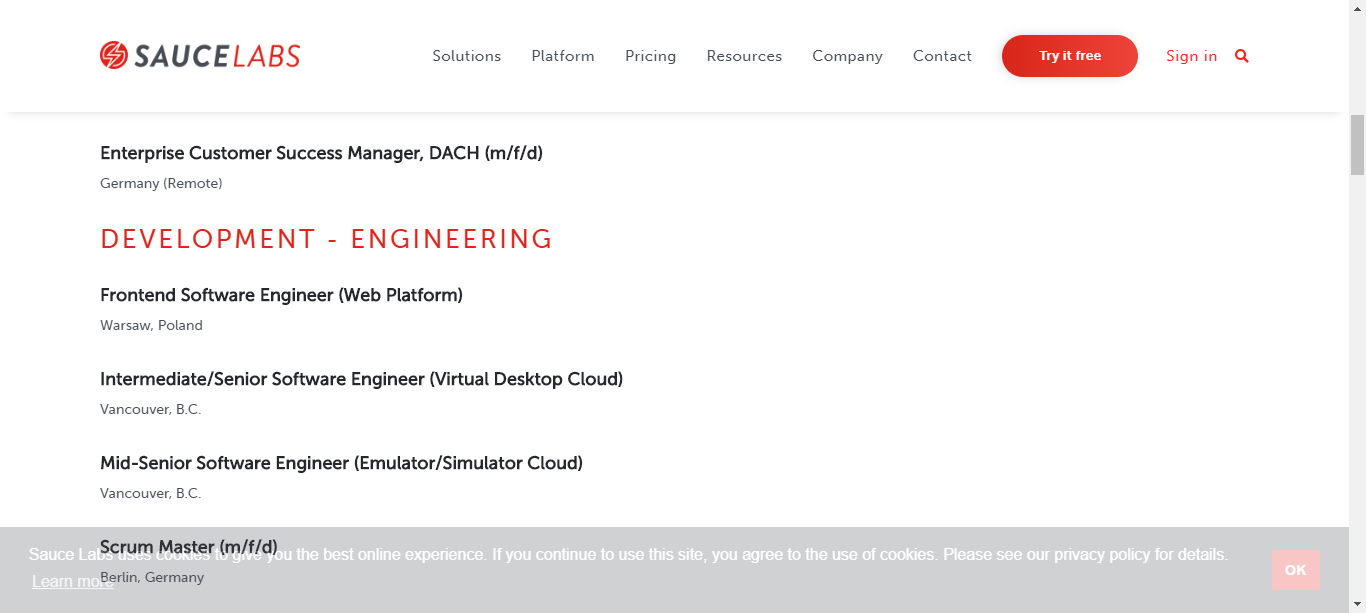 SAUCELABS
Solutions Platform Pricing Resources Company Contact Try it free Sign in
Enterprise Customer Success Manager, DACH (m/f/d)
Germany (Remote)
DEVELOPMENT - ENGINEERING
Frontend Software Engineer (Web Platform)
Warsaw, Poland
Intermediate/Senior Software Engineer (Virtual Desktop Cloud)
Vancouver, B.C.
Mid-Senior Software Engineer (Emulator/Simulator Cloud)
Vancouver, B.C.
Scrum Master (m/f/d)
Berlin, Germany
Sauce Labs uses cookies to give you the best online experience. If you continue to use this site, you agree to the use of cookies. Please see our privacy policy for details.
Learn more
OK